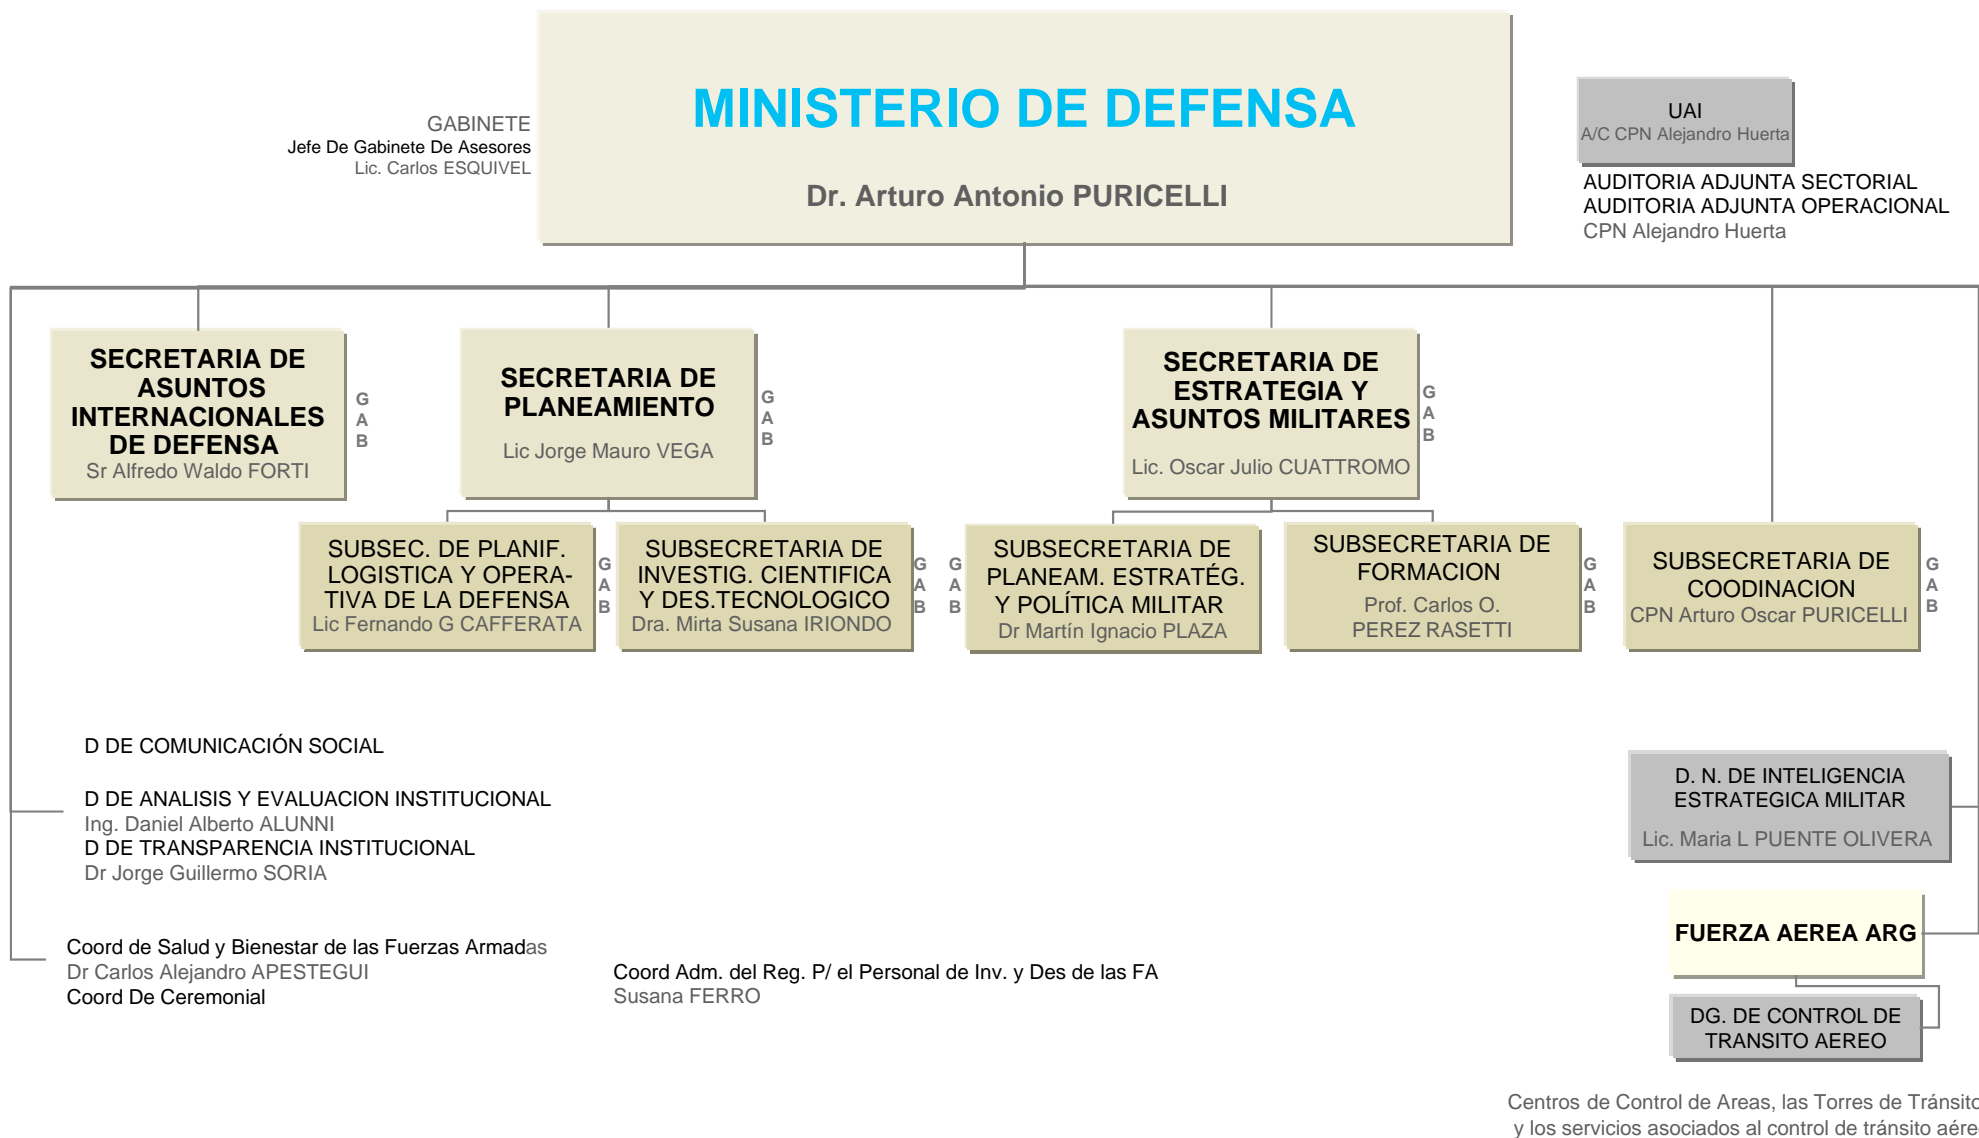 MINISTERIO DE DEFENSA
Dr. Arturo Antonio PURICELLI
GABINETE
Jefe De Gabinete De Asesores
Lic. Carlos ESQUIVEL
UAI
A/C CPN Alejandro Huerta
AUDITORIA ADJUNTA SECTORIAL
AUDITORIA ADJUNTA OPERACIONAL
CPN Alejandro Huerta
SECRETARIA DE
ASUNTOS
INTERNACIONALES
DE DEFENSA
Sr Alfredo Waldo FORTI
G
A
B
SECRETARIA DE
PLANEAMIENTO
Lic Jorge Mauro VEGA
G
A
B
SECRETARIA DE
ESTRATEGIA Y
ASUNTOS MILITARES
Lic. Oscar Julio CUATTROMO
G
A
B
SUBSEC. DE PLANIF.
LOGISTICA Y OPERA-
TIVA DE LA DEFENSA
Lic Fernando G CAFFERATA
G
A
B
SUBSECRETARIA DE
INVESTIG. CIENTIFICA
Y DES.TECNOLOGICO
Dra. Mirta Susana IRIONDO
G
A
B
G
A
B
SUBSECRETARIA DE
PLANEAM. ESTRATÉG.
Y POLÍTICA MILITAR
Dr Martín Ignacio PLAZA
SUBSECRETARIA DE
FORMACION
Prof. Carlos O.
PEREZ RASETTI
G
A
B
SUBSECRETARIA DE
COODINACION
CPN Arturo Oscar PURICELLI
G
A
B
D DE COMUNICACIÓN SOCIAL
D DE ANALISIS Y EVALUACION INSTITUCIONAL
Ing. Daniel Alberto ALUNNI
D DE TRANSPARENCIA INSTITUCIONAL
Dr Jorge Guillermo SORIA
Coord de Salud y Bienestar de las Fuerzas Armadas
Dr Carlos Alejandro APESTEGUI
Coord De Ceremonial
Coord Adm. del Reg. P/ el Personal de Inv. y Des de las FA
Susana FERRO
D. N. DE INTELIGENCIA
ESTRATEGICA MILITAR
Lic. Maria L PUENTE OLIVERA
FUERZA AEREA ARG
DG. DE CONTROL DE
TRANSITO AEREO
Centros de Control de Areas, las Torres de Tránsito
y los servicios asociados al control de tránsito aére